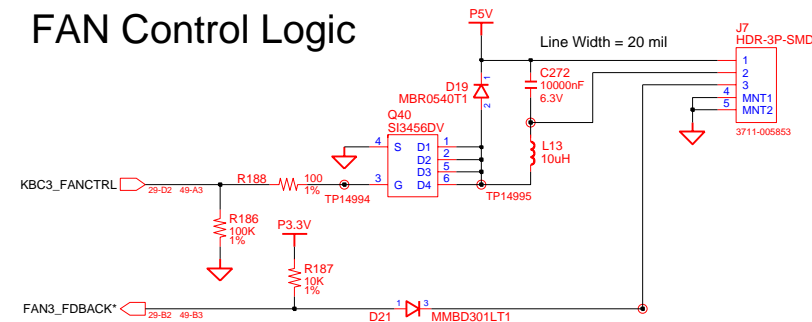 FAN Control Logic
P5V
Line Width = 20 mil
J7
HDR-3P-SMD
1
2
3
4 MNT1
5 MNT2
3711-005853
D19
MBR0540T1
1
2
C272
10000nF
6.3V
L13
10uH
Q40
SI3456DV
4 S D1 1
D2 2
D3 5
3 G D4 6
TP14994
TP14995
KBC3_FANCTRL
29-D2 49-A3
R188 100
1%
R186
100K
1%
P3.3V
R187
10K
1%
FAN3_FDBACK*
29-B2 49-B3
D21 1 3 MMBD301LT1